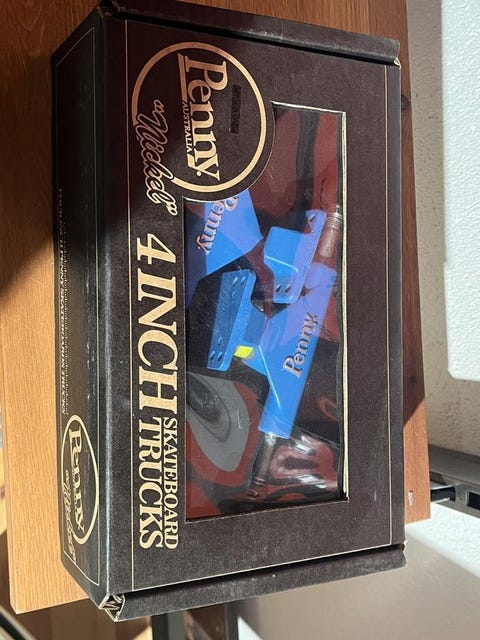 Penny
AUSTRALIA
"Nickel"
4 INCH SKATEBOARD
TRUCKS
Penny
Penny
Penny